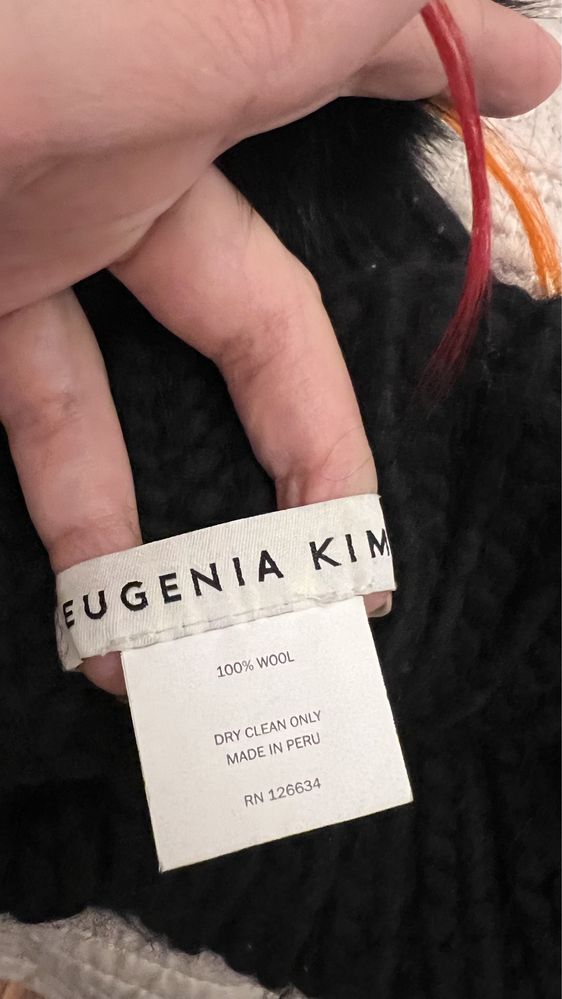 EUGENIA KIM
100% WOOL
DRY CLEAN ONLY
MADE IN PERU
RN 126634